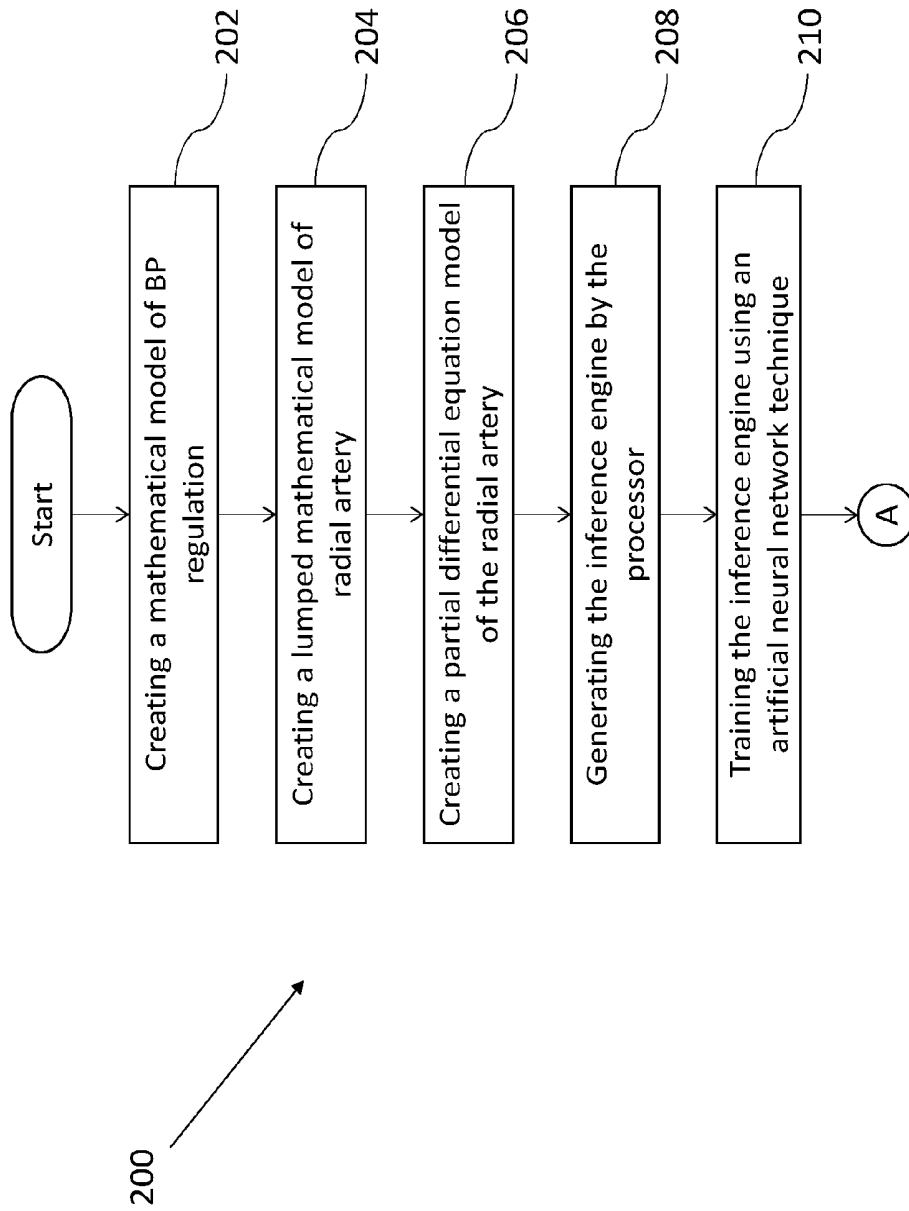 Start
Creating a mathematical model of BP
regulation
202
Creating a lumped mathematical model of
radial artery
204
Creating a partial differential equation model
of the radial artery
206
Generating the inference engine by the
processor
208
Training the inference engine using an
artificial neural network technique
210
A
200